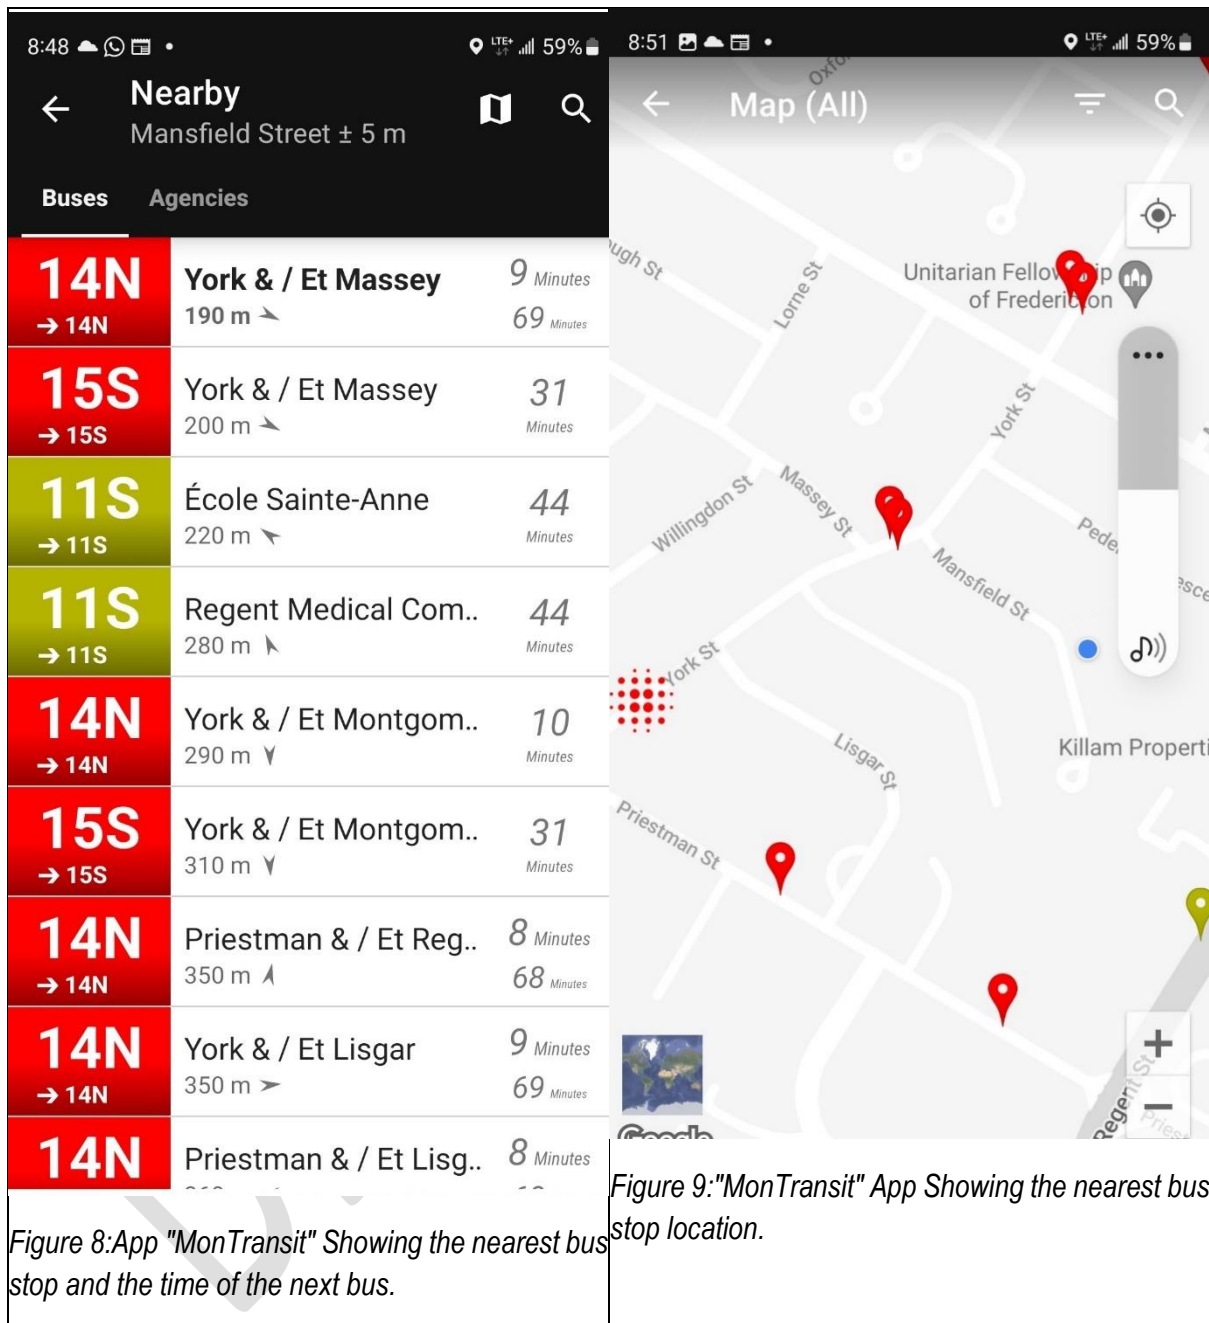 8:48
LTE+ 59%
Nearby
Mansfield Street ± 5 m
Buses Agencies
14N
→ 14N
York & / Et Massey
190 m
9 Minutes
69 Minutes
15S
→ 15S
York & / Et Massey
200 m
31
Minutes
11S
→ 11S
École Sainte-Anne
220 m
44
Minutes
11S
→ 11S
Regent Medical Com..
280 m
44
Minutes
14N
→ 14N
York & / Et Montgom..
290 m
10
Minutes
15S
→ 15S
York & / Et Montgom..
310 m
31
Minutes
14N
→ 14N
Priestman & / Et Reg..
350 m
8 Minutes
68 Minutes
14N
→ 14N
York & / Et Lisgar
350 m
9 Minutes
69 Minutes
14N
Priestman & / Et Lisg..
8 Minutes
Figure 8:App "MonTransit" Showing the nearest bus
stop and the time of the next bus.
8:51
LTE+ 59%
Map (All)
ugh St
Lorne St
Unitarian Fellow
of Fredericton
York St
Massey St
Willingdon St
Mansfield St
York St
Lisgar St
Killam Properti
Priestman St
Regent St
Google
Figure 9:"MonTransit" App Showing the nearest bus
stop location.